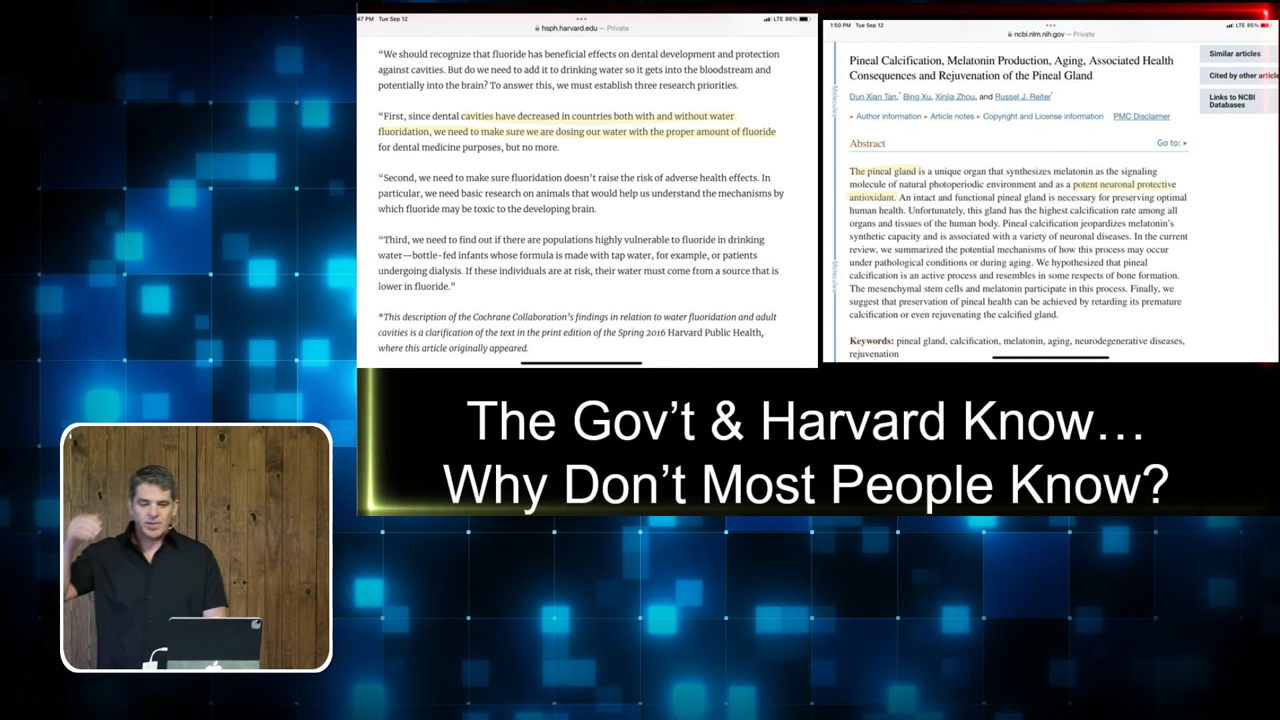 47 PM Tue Sep 12
LTE 86%
hsph.harvard.edu — Private
“We should recognize that fluoride has beneficial effects on dental development and protection
against cavities. But do we need to add it to drinking water so it gets into the bloodstream and
potentially into the brain? To answer this, we must establish three research priorities.
“First, since dental cavities have decreased in countries both with and without water
fluoridation, we need to make sure we are dosing our water with the proper amount of fluoride
for dental medicine purposes, but no more.
“Second, we need to make sure fluoridation doesn’t raise the risk of adverse health effects. In
particular, we need basic research on animals that would help us understand the mechanisms by
which fluoride may be toxic to the developing brain.
“Third, we need to find out if there are populations highly vulnerable to fluoride in drinking
water—bottle-fed infants whose formula is made with tap water, for example, or patients
undergoing dialysis. If these individuals are at risk, their water must come from a source that is
lower in fluoride.”
*This description of the Cochrane Collaboration’s findings in relation to water fluoridation and adult
cavities is a clarification of the text in the print edition of the Spring 2016 Harvard Public Health,
where this article originally appeared.
1:50 PM Tue Sep 12
LTE 85%
ncbi.nlm.nih.gov — Private
Pineal Calcification, Melatonin Production, Aging, Associated Health
Consequences and Rejuvenation of the Pineal Gland
Dun Xian Tan,* Bing Xu, Xinjia Zhou, and Russel J. Reiter*
▸ Author information ▸ Article notes ▸ Copyright and License information PMC Disclaimer
Abstract
Go to: ▸
The pineal gland is a unique organ that synthesizes melatonin as the signaling
molecule of natural photoperiodic environment and as a potent neuronal protective
antioxidant. An intact and functional pineal gland is necessary for preserving optimal
human health. Unfortunately, this gland has the highest calcification rate among all
organs and tissues of the human body. Pineal calcification jeopardizes melatonin’s
synthetic capacity and is associated with a variety of neuronal diseases. In the current
review, we summarized the potential mechanisms of how this process may occur
under pathological conditions or during aging. We hypothesized that pineal
calcification is an active process and resembles in some respects of bone formation.
The mesenchymal stem cells and melatonin participate in this process. Finally, we
suggest that preservation of pineal health can be achieved by retarding its premature
calcification or even rejuvenating the calcified gland.
Keywords: pineal gland, calcification, melatonin, aging, neurodegenerative diseases,
rejuvenation
Similar articles
Cited by other article
Links to NCBI
Databases
Molecules
Molecules
The Gov’t & Harvard Know…
Why Don’t Most People Know?